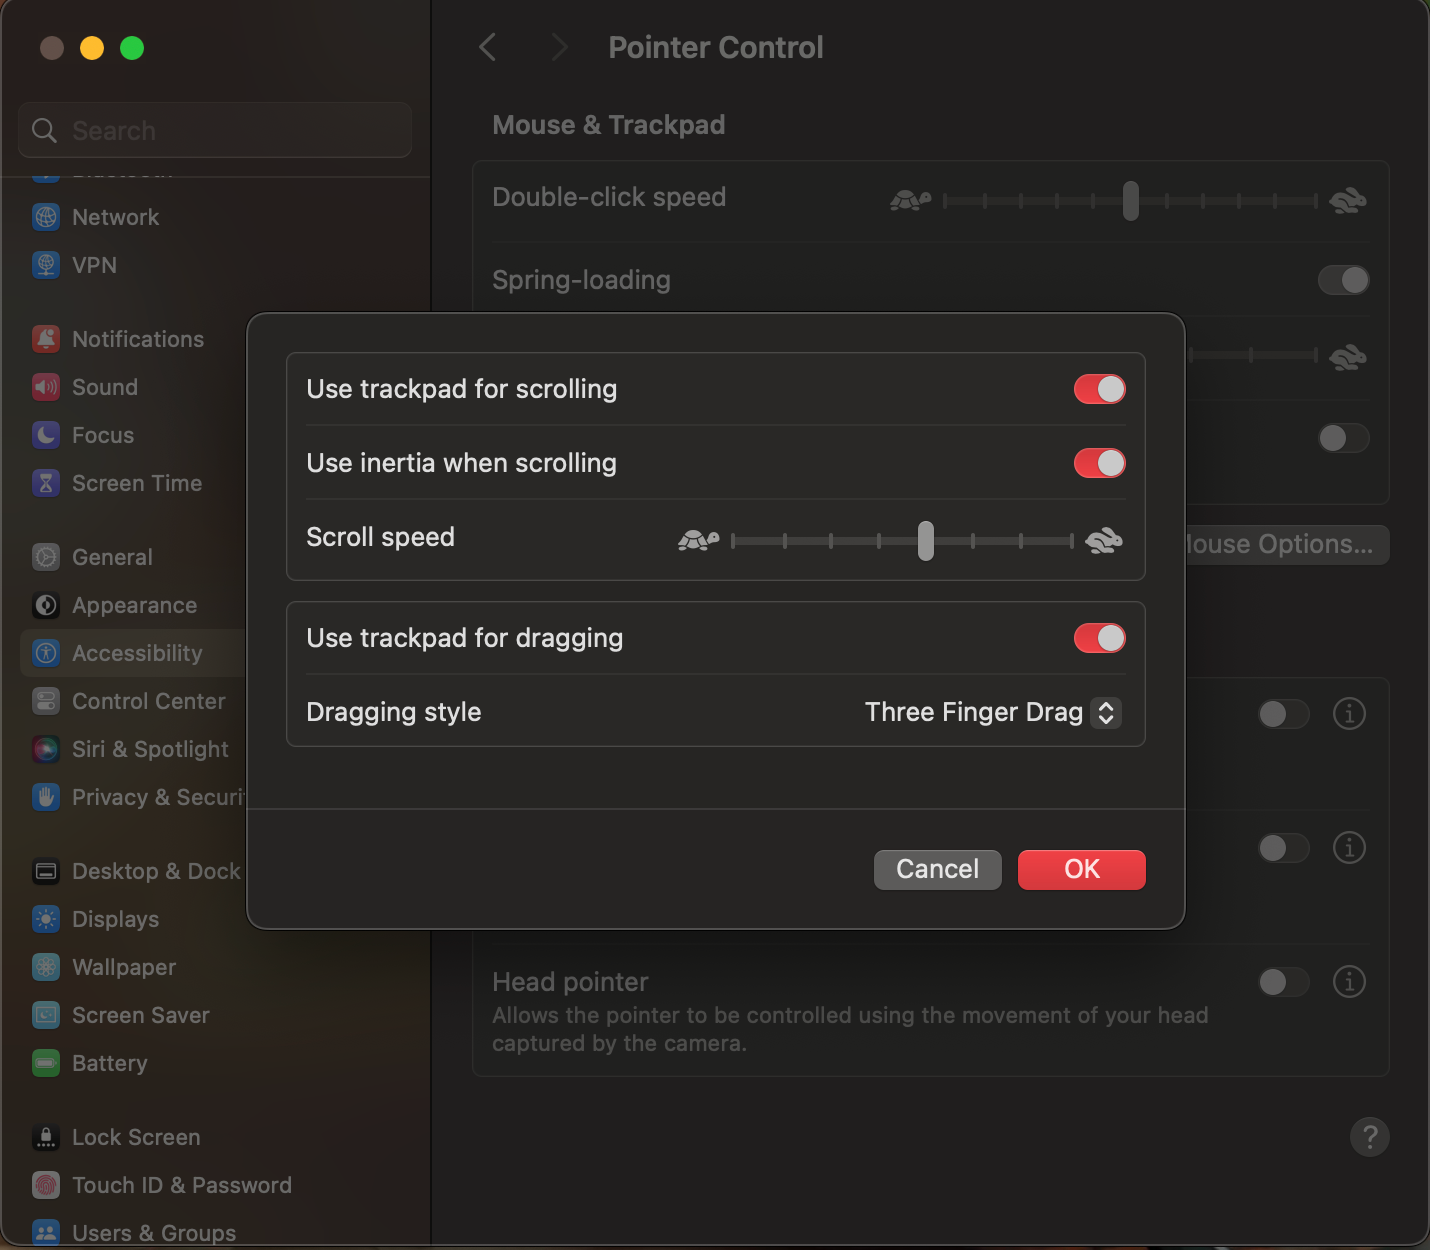 Pointer Control
Search
Network
VPN
Notifications
Sound
Focus
Screen Time
General
Appearance
Accessibility
Control Center
Siri & Spotlight
Privacy & Securi
Desktop & Dock
Displays
Wallpaper
Screen Saver
Battery
Lock Screen
Touch ID & Password
Users & Groups
Mouse & Trackpad
Double-click speed
Spring-loading
Mouse Options...
Use trackpad for scrolling
Use inertia when scrolling
Scroll speed
Use trackpad for dragging
Dragging style Three Finger Drag
Cancel OK
Head pointer
Allows the pointer to be controlled using the movement of your head
captured by the camera.
?